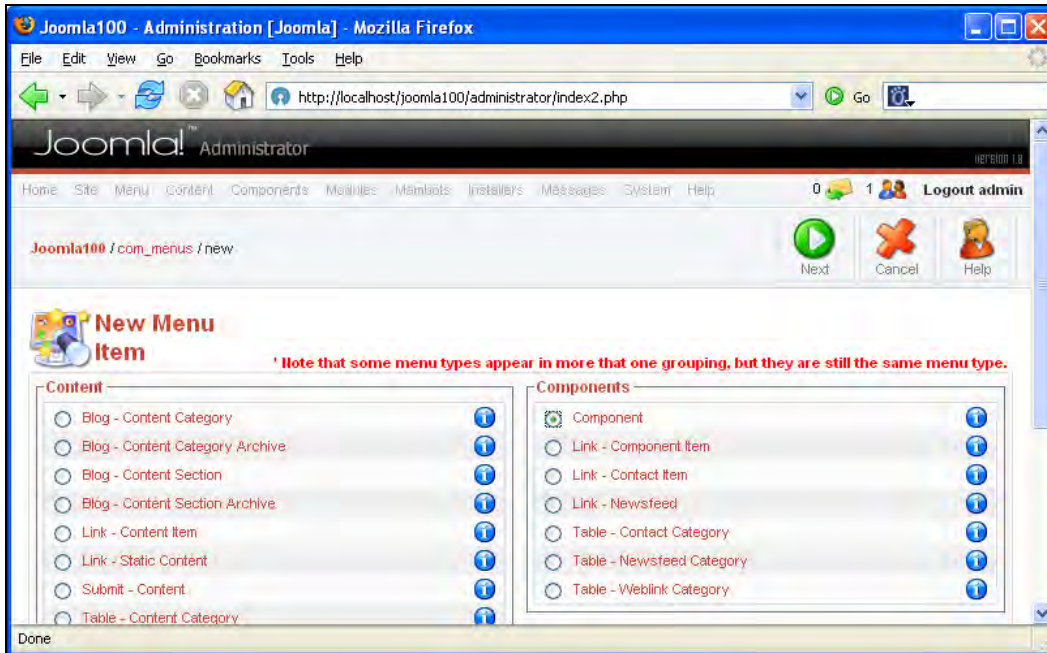 Joomla100 - Administration [Joomla] - Mozilla Firefox
File Edit View Go Bookmarks Tools Help
http://localhost/joomla100/administrator/index2.php Go
Joomla!™ Administrator
version 1.0
Home Site Menu Content Components Modules Mambots Installers Messages System Help 0 1 Logout admin
Joomla100 / com_menus / new
Next Cancel Help
New Menu
Item
* Note that some menu types appear in more that one grouping, but they are still the same menu type.
Content
Blog - Content Category
Blog - Content Category Archive
Blog - Content Section
Blog - Content Section Archive
Link - Content Item
Link - Static Content
Submit - Content
Table - Content Category
Components
Component
Link - Component Item
Link - Contact Item
Link - Newsfeed
Table - Contact Category
Table - Newsfeed Category
Table - Weblink Category
Done